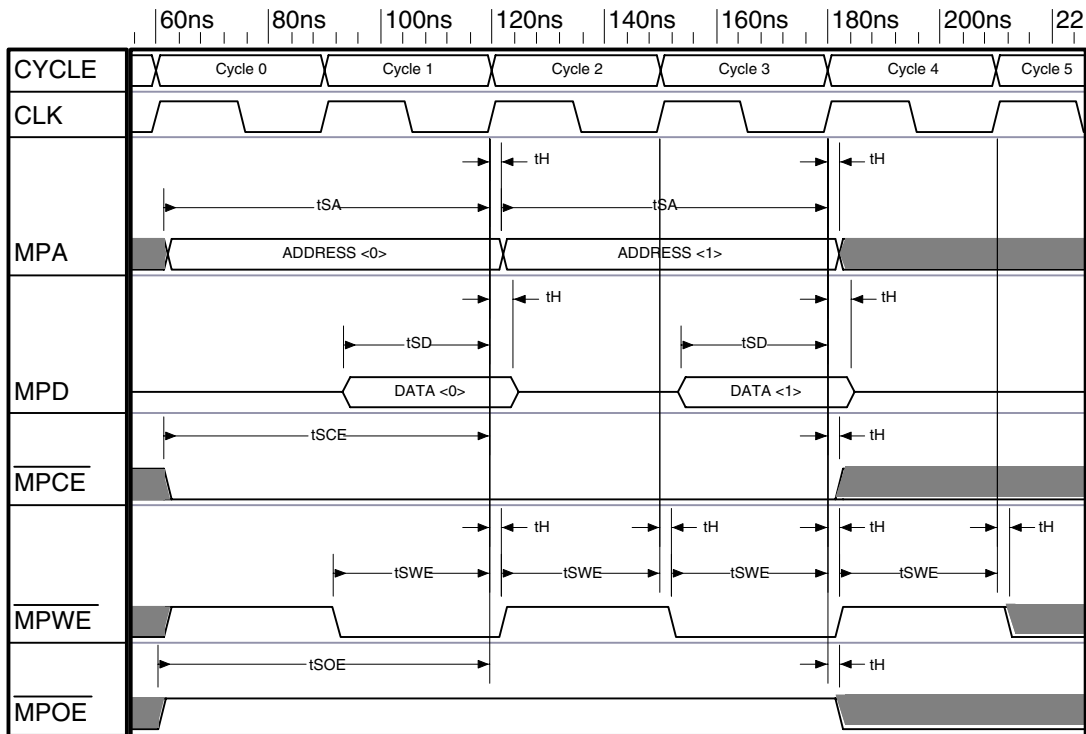 60ns 80ns 100ns 120ns 140ns 160ns 180ns 200ns 22
CYCLE Cycle 0 Cycle 1 Cycle 2 Cycle 3 Cycle 4 Cycle 5
CLK
tH tH
tSA tSA
MPA ADDRESS <0> ADDRESS <1>
tH tH
tSD tSD
MPD DATA <0> DATA <1>
tSCE tH
MPCE
tH tH tH tH
tSWE tSWE tSWE tSWE
MPWE
tSOE tH
MPOE